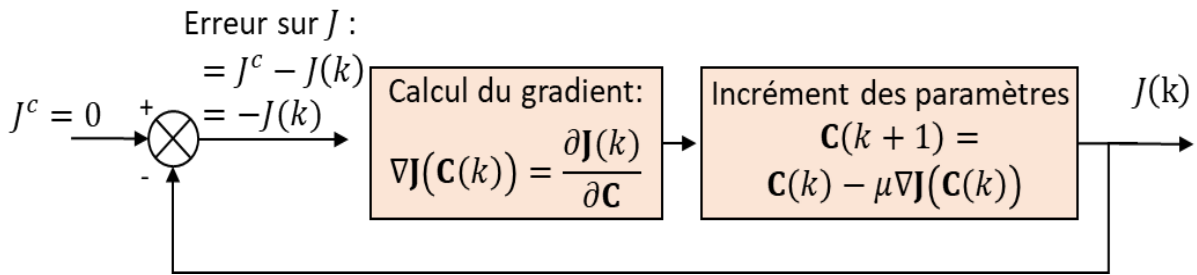 Erreur sur J :
= J^c − J(k)
= −J(k)
J^c = 0
+
-
Calcul du gradient:
∇J(C(k)) = ∂J(k)/∂C
Incrément des paramètres
C(k + 1) =
C(k) − μ∇J(C(k))
J(k)